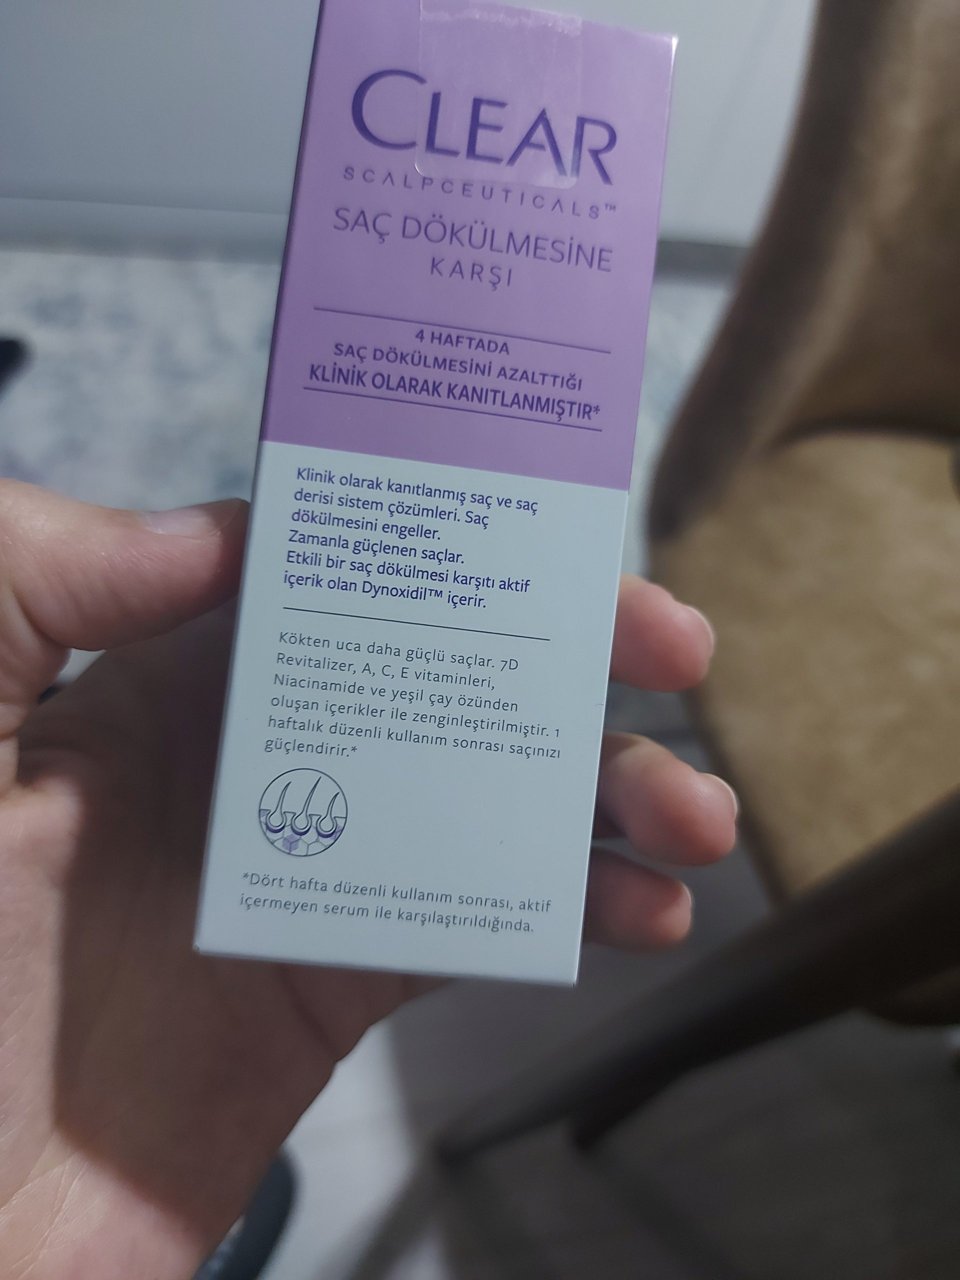 CLEAR
SCALPCEUTICALS™
SAÇ DÖKÜLMESİNE
KARŞI
4 HAFTADA
SAÇ DÖKÜLMESİNİ AZALTTIĞI
KLİNİK OLARAK KANITLANMIŞTIR*
Klinik olarak kanıtlanmış saç ve saç
derisi sistem çözümleri. Saç
dökülmesini engeller.
Zamanla güçlenen saçlar.
Etkili bir saç dökülmesi karşıtı aktif
içerik olan Dynoxidil™ içerir.
Kökten uca daha güçlü saçlar. 7D
Revitalizer, A, C, E vitaminleri,
Niacinamide ve yeşil çay özünden
oluşan içerikler ile zenginleştirilmiştir. 1
haftalık düzenli kullanım sonrası saçınızı
güçlendirir.*
*Dört hafta düzenli kullanım sonrası, aktif
içermeyen serum ile karşılaştırıldığında.